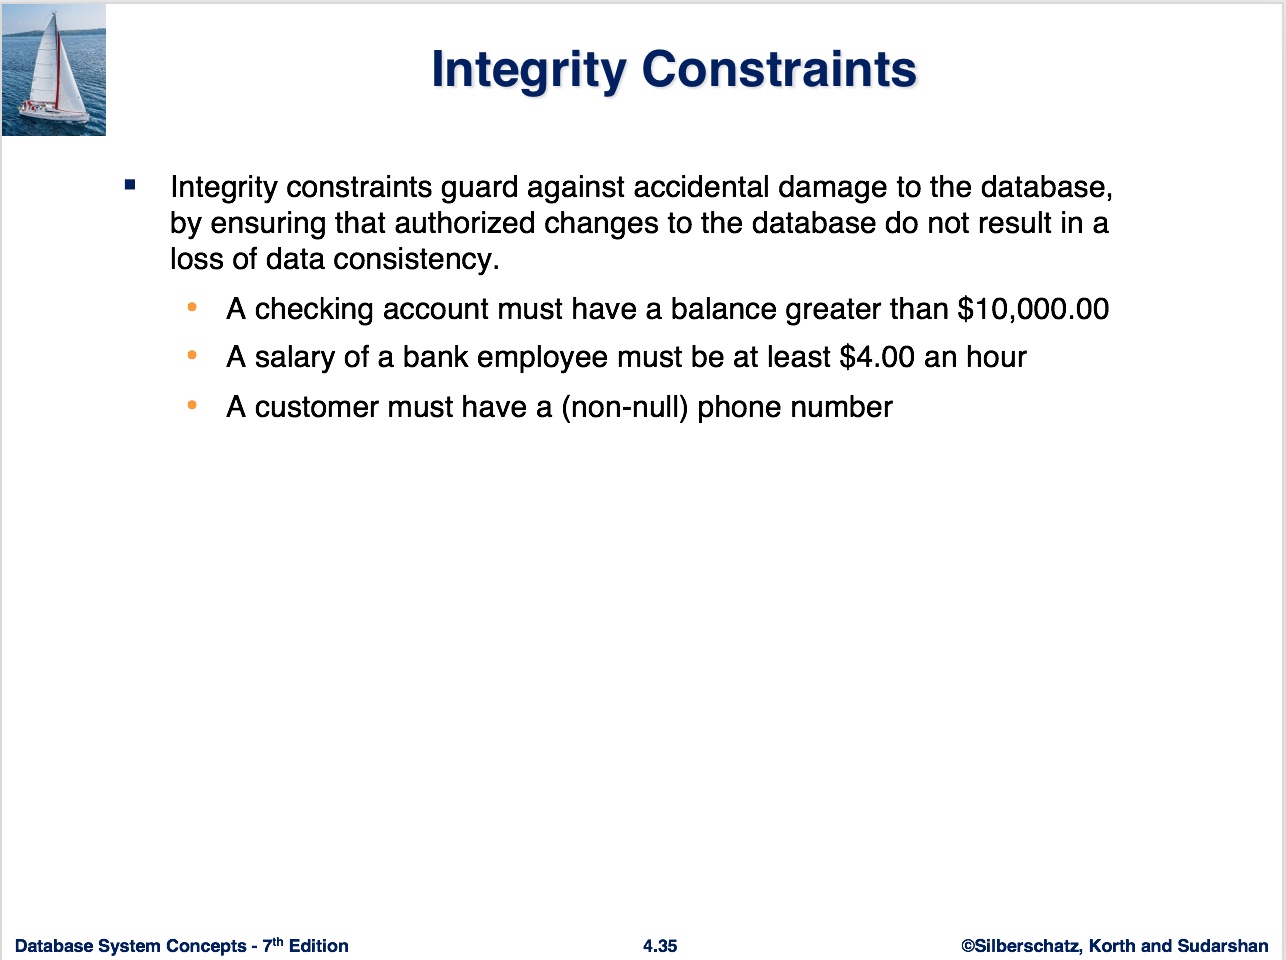 Integrity Constraints
▪ Integrity constraints guard against accidental damage to the database,
by ensuring that authorized changes to the database do not result in a
loss of data consistency.
• A checking account must have a balance greater than $10,000.00
• A salary of a bank employee must be at least $4.00 an hour
• A customer must have a (non-null) phone number
Database System Concepts - 7th Edition
4.35
©Silberschatz, Korth and Sudarshan